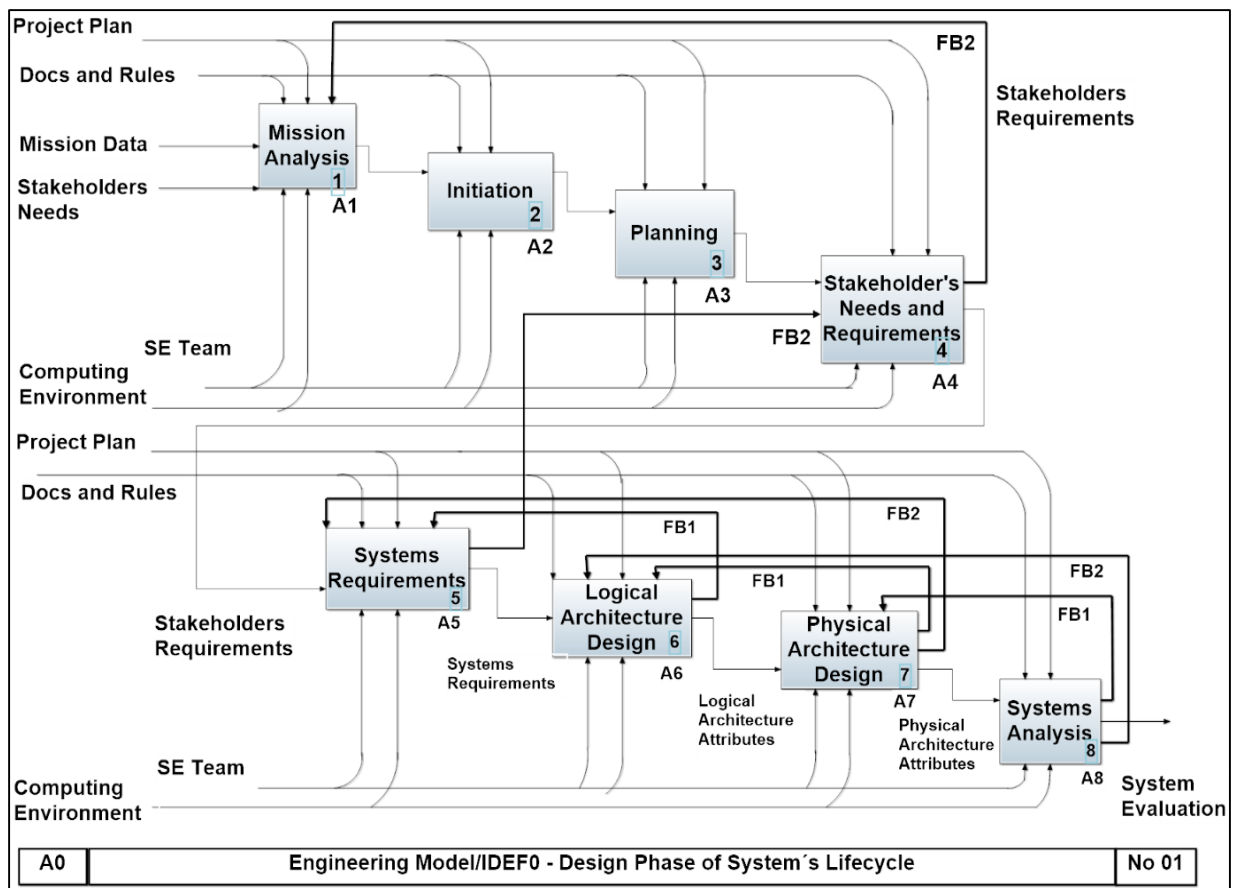 Project Plan
FB2
Docs and Rules
Stakeholders
Requirements
Mission
Analysis
1
A1
Mission Data
Stakeholders
Needs
Initiation
2
A2
Planning
3
A3
Stakeholder's
Needs and
Requirements
4
A4
FB2
SE Team
Computing
Environment
Project Plan
Docs and Rules
FB1
FB2
Systems
Requirements
5
A5
FB1
FB2
FB1
Logical
Architecture
Design
6
A6
Physical
Architecture
Design
7
A7
Stakeholders
Requirements
Systems
Requirements
Logical
Architecture
Attributes
Physical
Architecture
Attributes
Systems
Analysis
8
A8
SE Team
Computing
Environment
System
Evaluation
A0
Engineering Model/IDEF0 - Design Phase of System´s Lifecycle
No 01